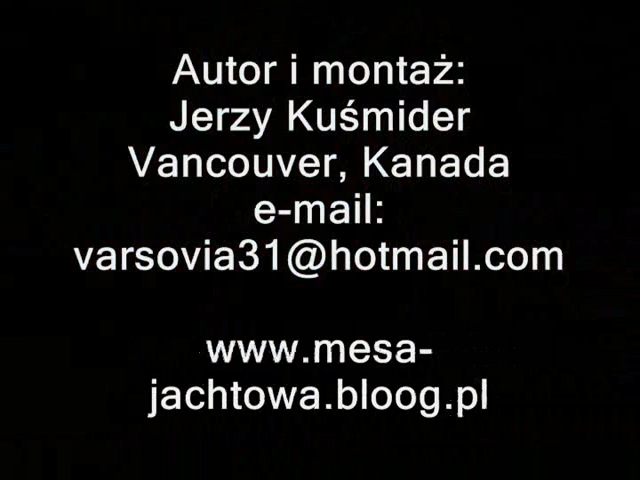 Autor i montaż:
Jerzy Kuśmider
Vancouver, Kanada
e-mail:
varsovia31@hotmail.com
www.mesa-
jachtowa.bloog.pl